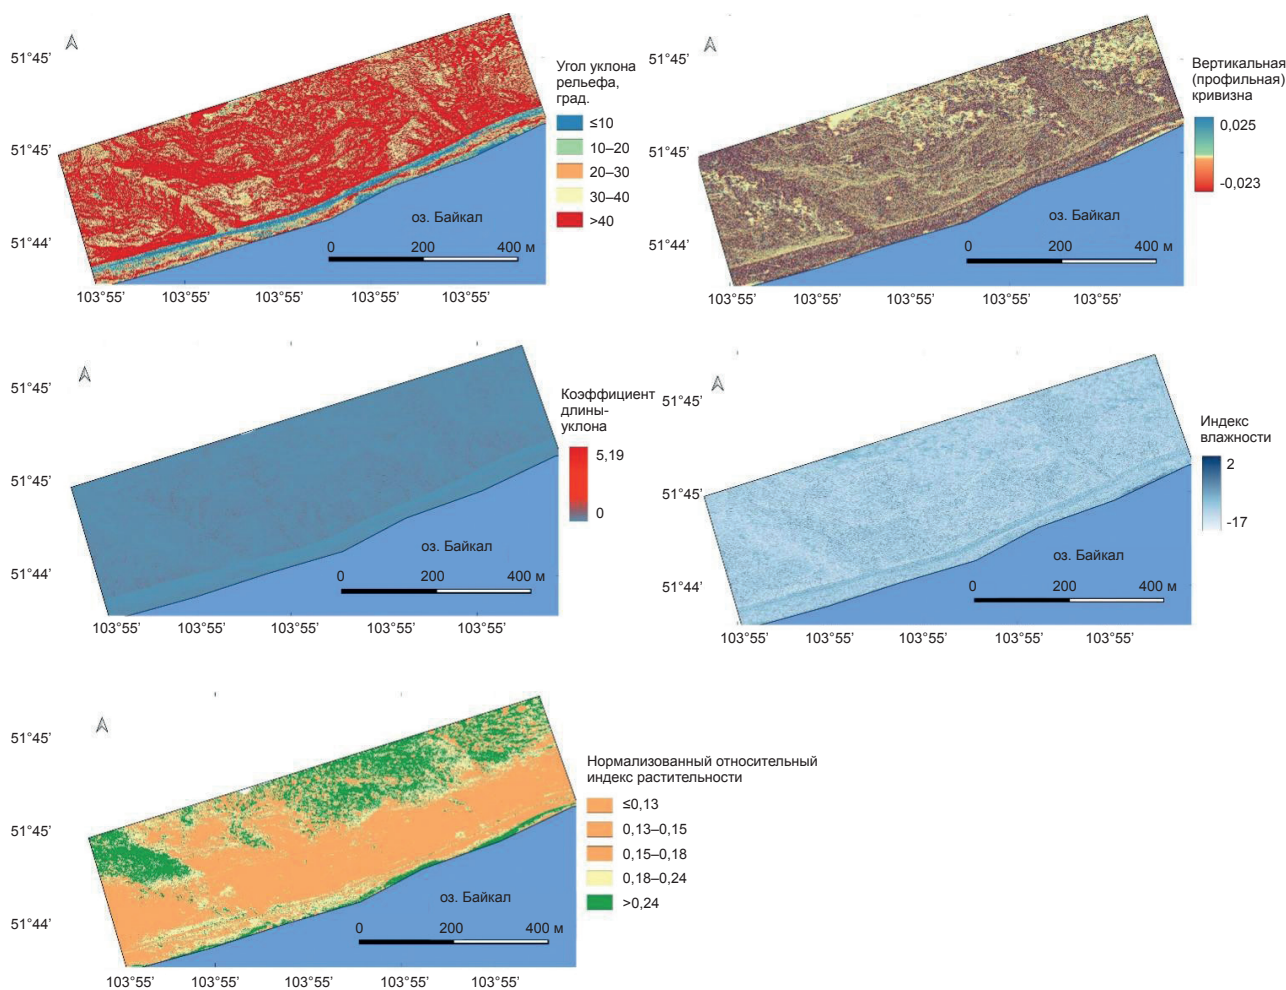 51°45'
51°45'
51°44'
103°55'
103°55'
103°55'
103°55'
103°55'
оз. Байкал
0
200
400 м
Угол уклона
рельефа,
град.
≤10
10–20
20–30
30–40
>40
51°45'
51°45'
51°44'
103°55'
103°55'
103°55'
103°55'
103°55'
оз. Байкал
0
200
400 м
Вертикальная
(профильная)
кривизна
0,025
-0,023
51°45'
51°45'
51°44'
103°55'
103°55'
103°55'
103°55'
103°55'
оз. Байкал
0
200
400 м
Коэффициент
длины-
уклона
5,19
0
51°45'
51°45'
51°44'
103°55'
103°55'
103°55'
103°55'
103°55'
оз. Байкал
0
200
400 м
Индекс
влажности
2
-17
51°45'
51°45'
51°44'
103°55'
103°55'
103°55'
103°55'
103°55'
оз. Байкал
0
200
400 м
Нормализованный относительный
индекс растительности
≤0,13
0,13–0,15
0,15–0,18
0,18–0,24
>0,24